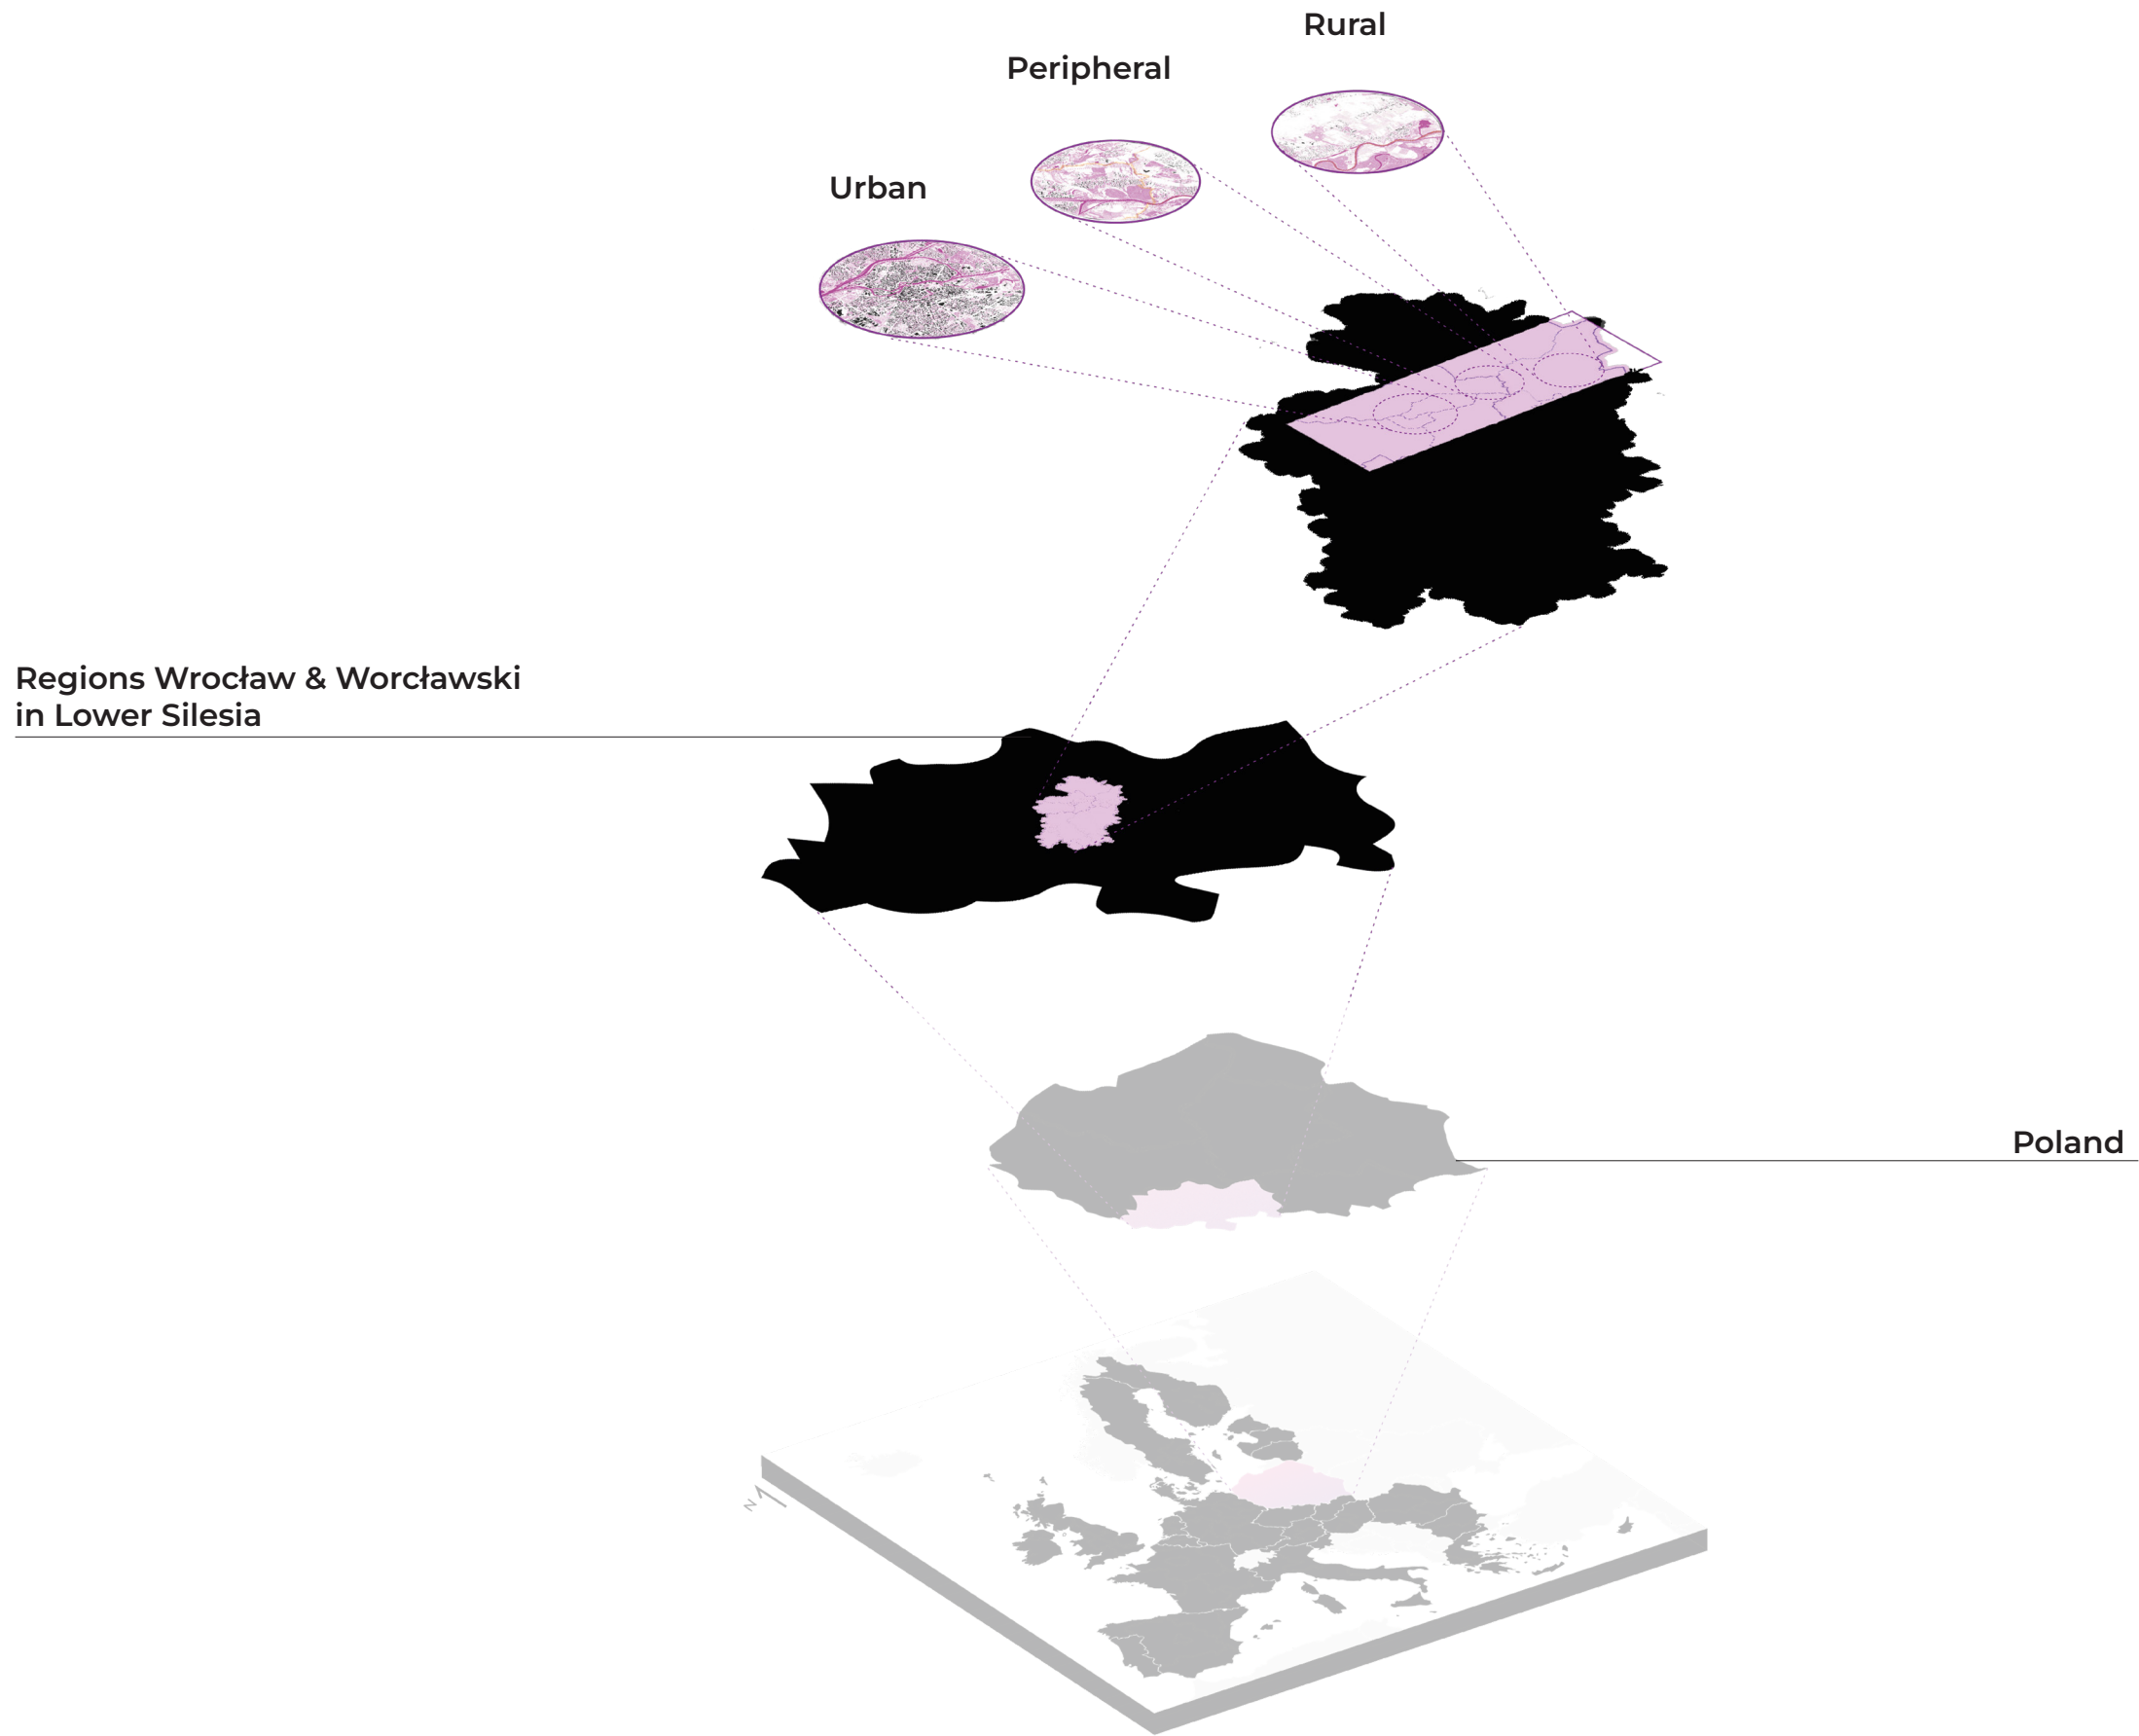 Rural
Peripheral
Urban
Regions Wrocław & Worcławski
in Lower Silesia
Poland
N